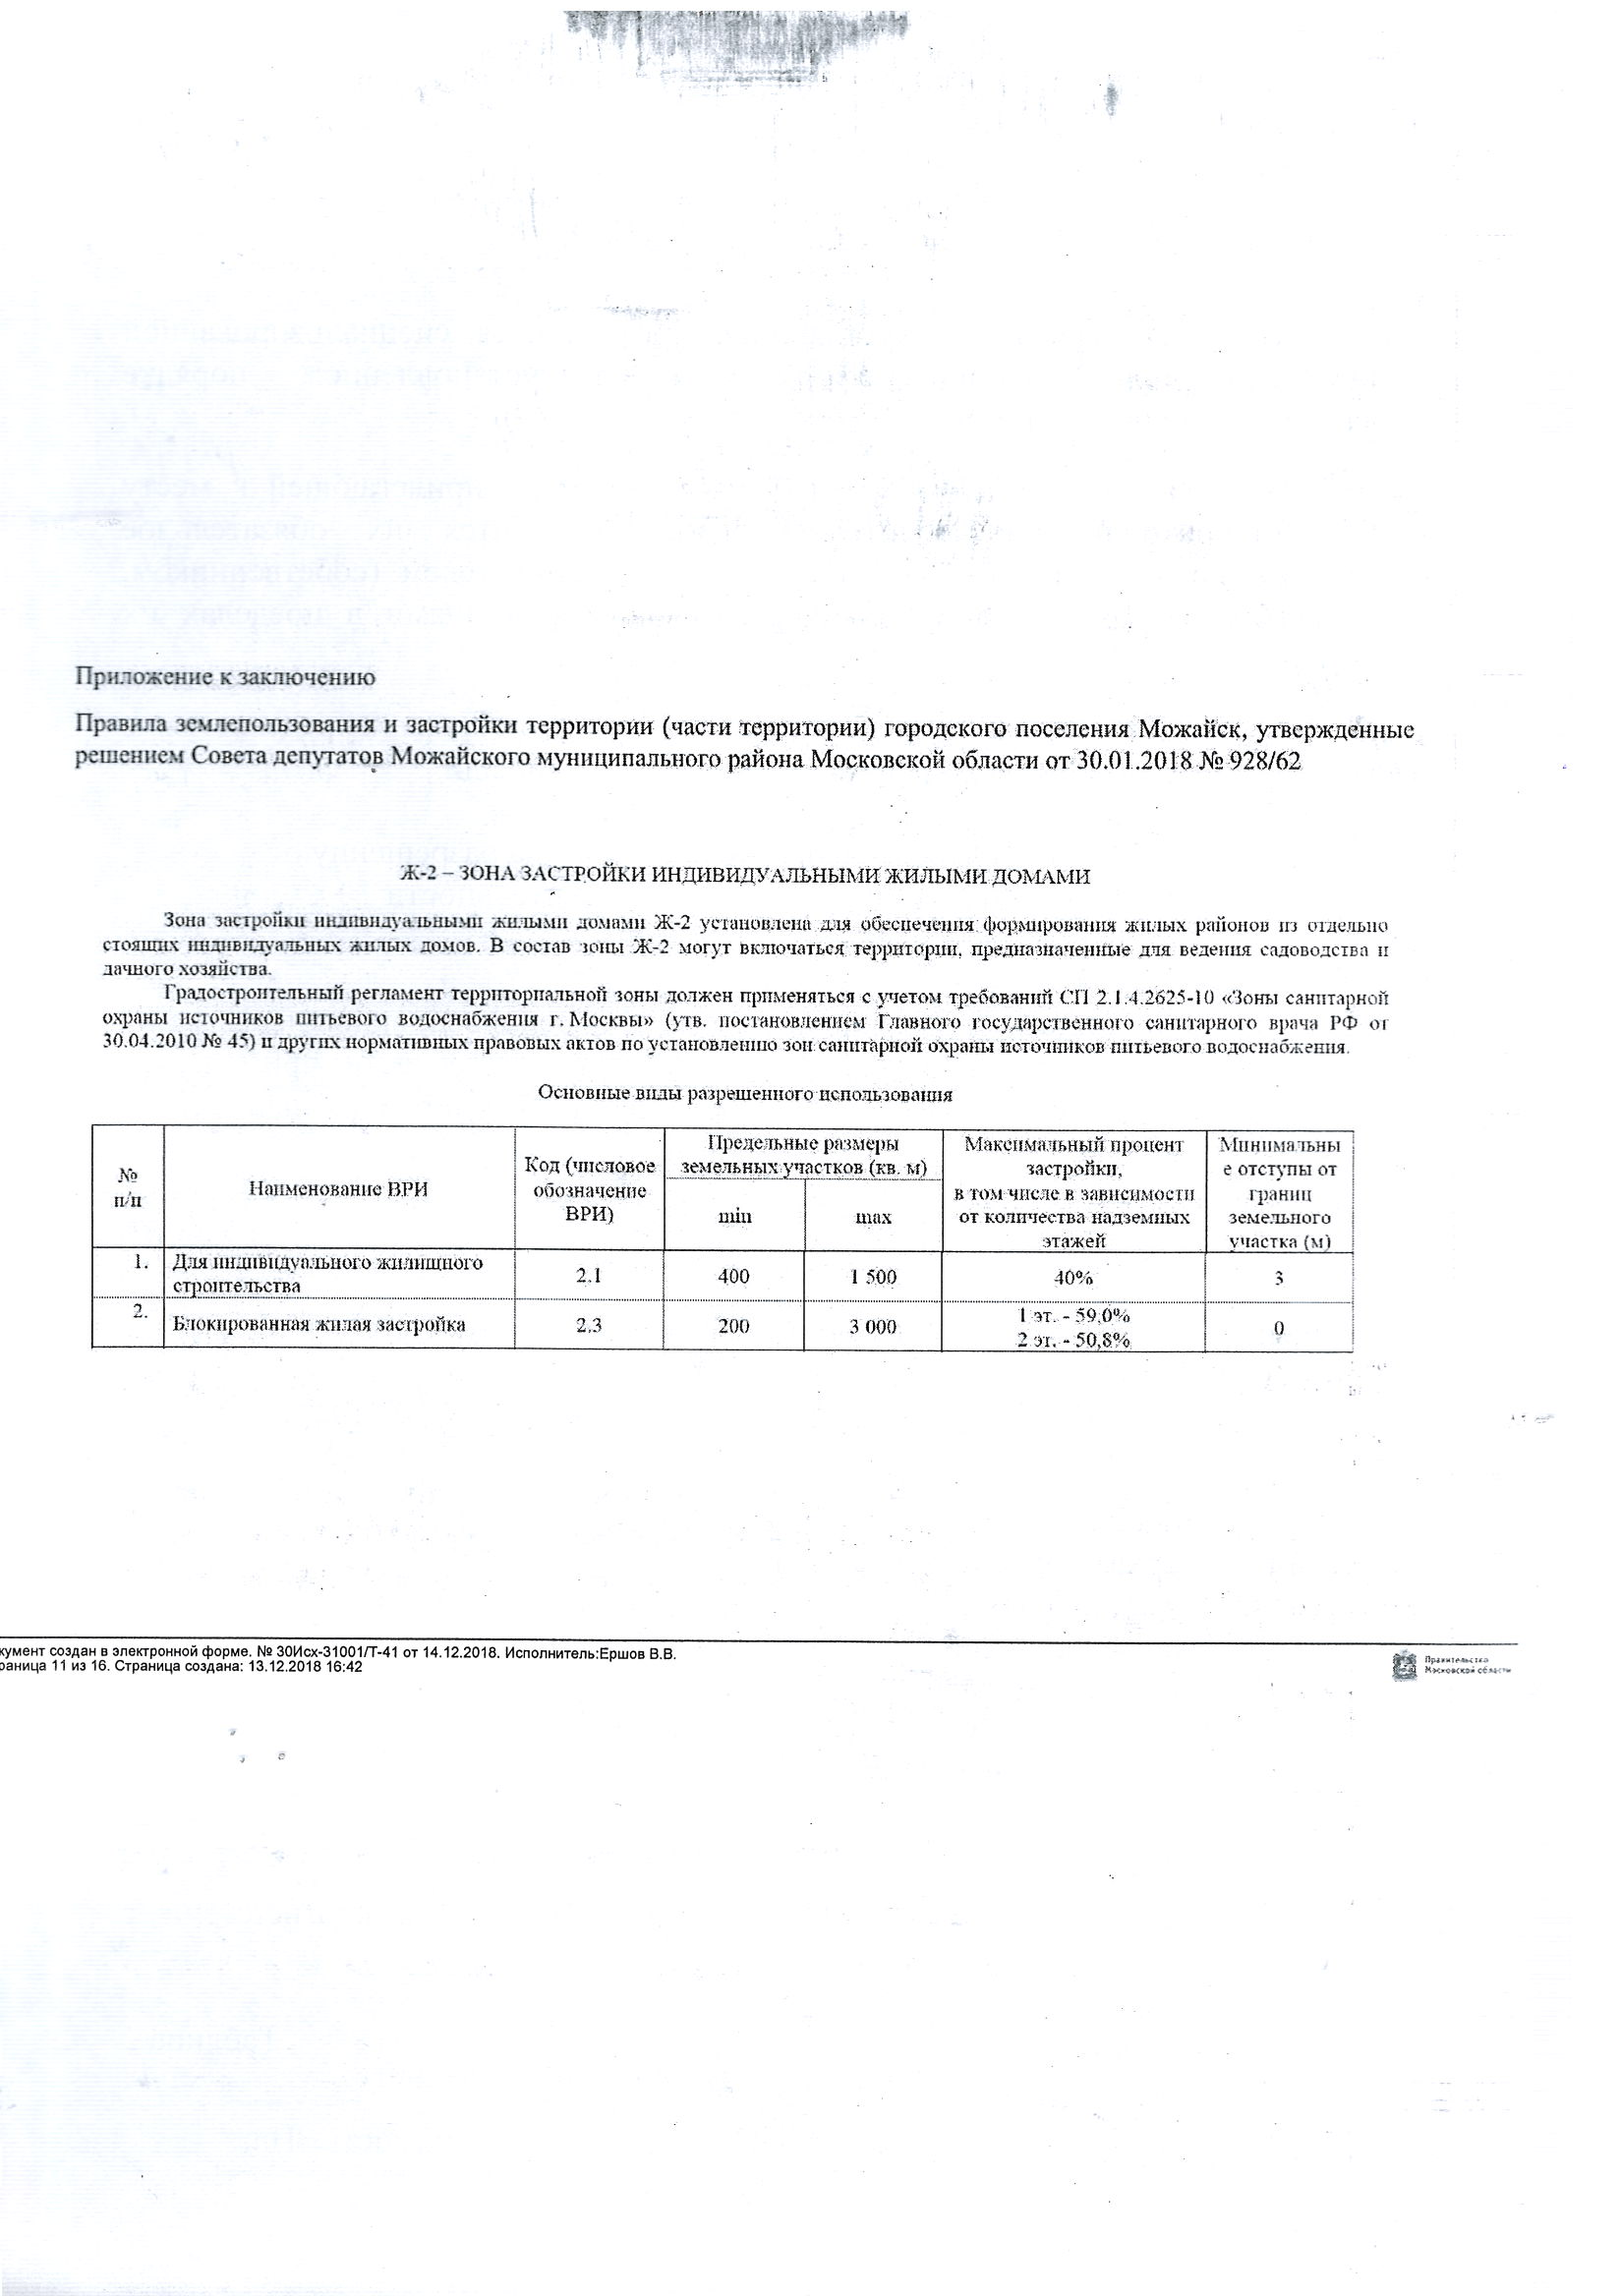 Приложение к заключению
Правила землепользования и застройки территории (части территории) городского поселения Можайск, утвержденные
решением Совета депутатов Можайского муниципального района Московской области от 30.01.2018 № 928/62
Ж-2 – ЗОНА ЗАСТРОЙКИ ИНДИВИДУАЛЬНЫМИ ЖИЛЫМИ ДОМАМИ
Зона застройки индивидуальными жилыми домами Ж-2 установлена для обеспечения формирования жилых районов из отдельно
стоящих индивидуальных жилых домов. В состав зоны Ж-2 могут включаться территории, предназначенные для ведения садоводства и
дачного хозяйства.
Градостроительный регламент территориальной зоны должен применяться с учетом требований СП 2.1.4.2625-10 «Зоны санитарной
охраны источников питьевого водоснабжения г. Москвы» (утв. постановлением Главного государственного санитарного врача РФ от
30.04.2010 № 45) и других нормативных правовых актов по установлению зон санитарной охраны источников питьевого водоснабжения.
Основные виды разрешенного использования
№
п/п
Наименование ВРИ
Код (числовое
обозначение
ВРИ)
Предельные размеры
земельных участков (кв. м)
min
max
Максимальный процент
застройки,
в том числе в зависимости
от количества надземных
этажей
Минимальны
е отступы от
границ
земельного
участка (м)
1.
Для индивидуального жилищного
строительства
2.1
400
1 500
40%
3
2.
Блокированная жилая застройка
2.3
200
3 000
1 эт. - 59,0%
2 эт. - 50,8%
0
кумент создан в электронной форме. № 30Исх-31001/Т-41 от 14.12.2018. Исполнитель:Ершов В.В.
раница 11 из 16. Страница создана: 13.12.2018 16:42
Правительство
Московской области